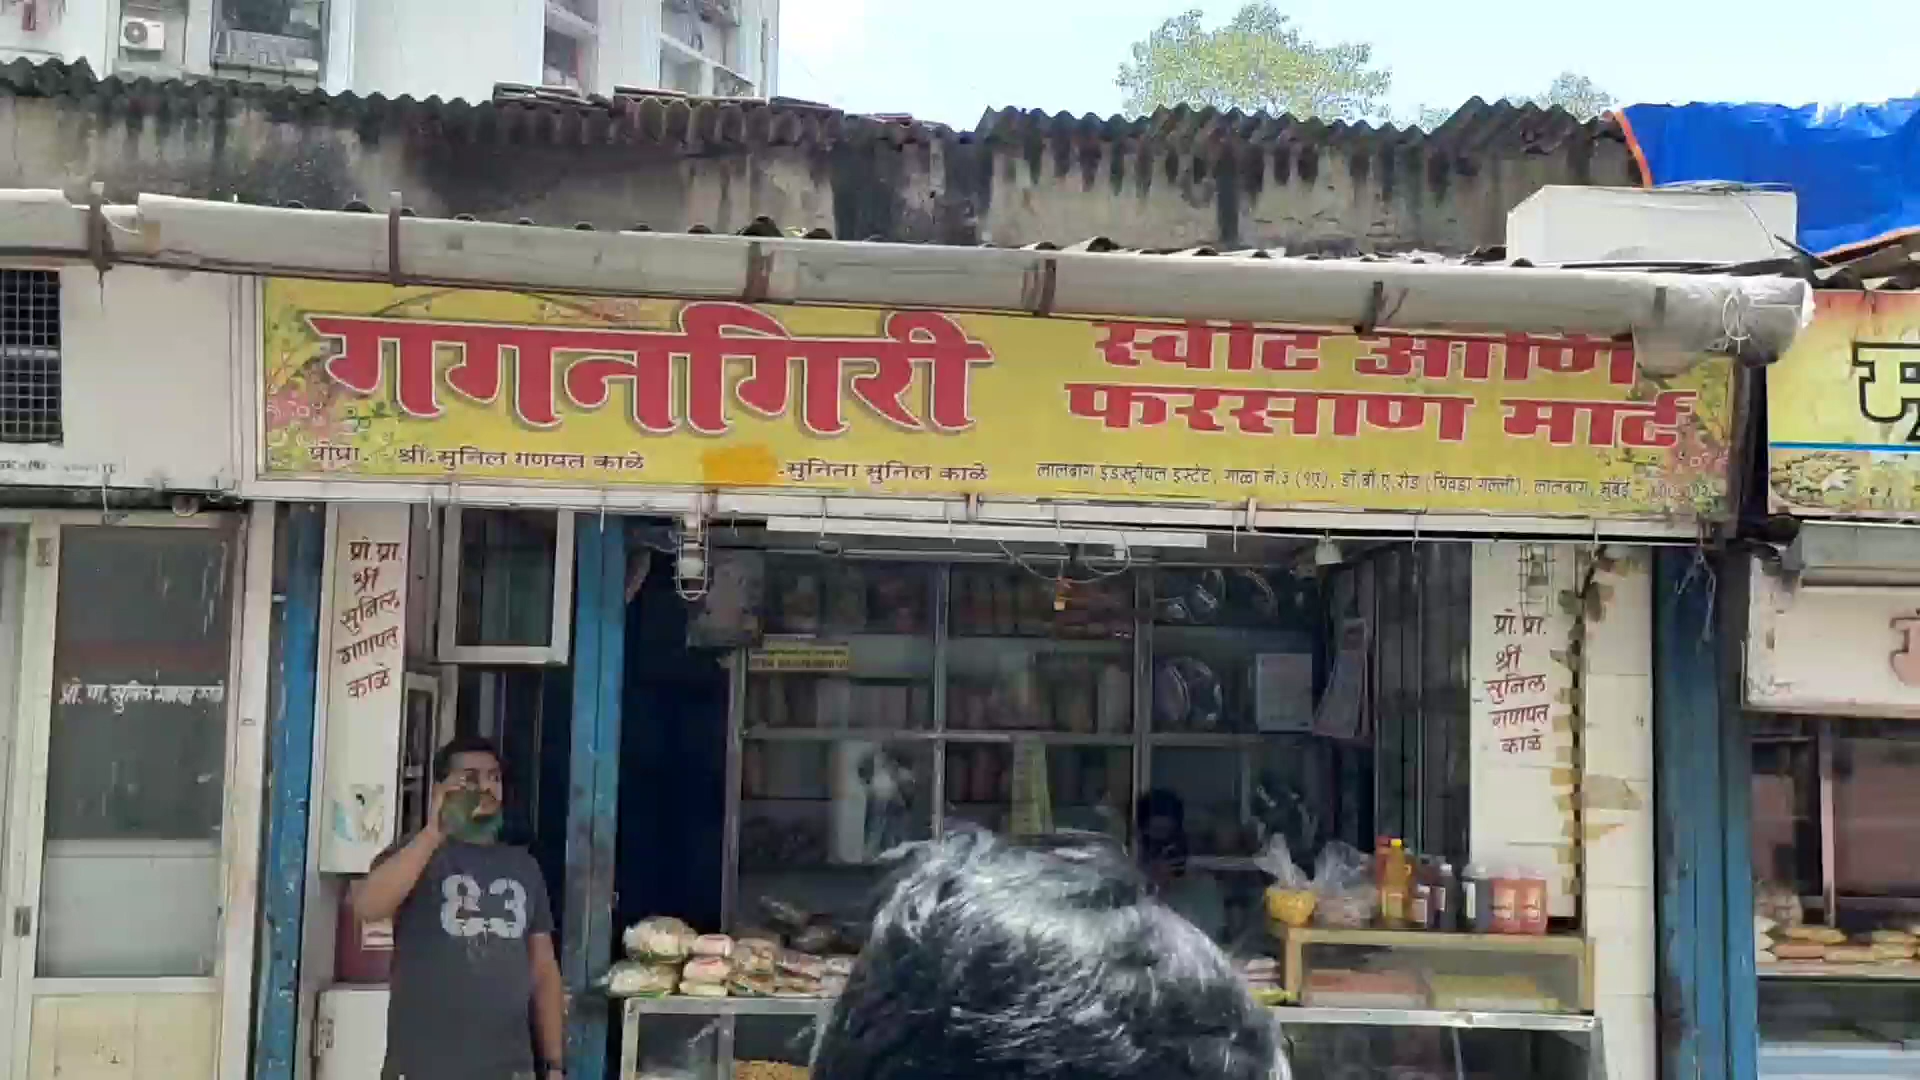 गगनगिरी
स्वीट आणि
फरसाण मार्ट
प्रोप्रा. श्री.सुनिल गणपत काळे
.सुनिता सुनिल काळे
लालबाग इंडस्ट्रीयल इस्टेट, गाळा नं.३ (१ए), डॉ.बी.ए.रोड (चिवडा गल्ली), लालबाग, मुंबई -
प्रो.प्रा.
श्री
सुनिल
गणपत
काळे
प्रो.प्रा.
श्री
सुनिल
गणपत
काळे
प्रो. प्रा. सुनिल
83